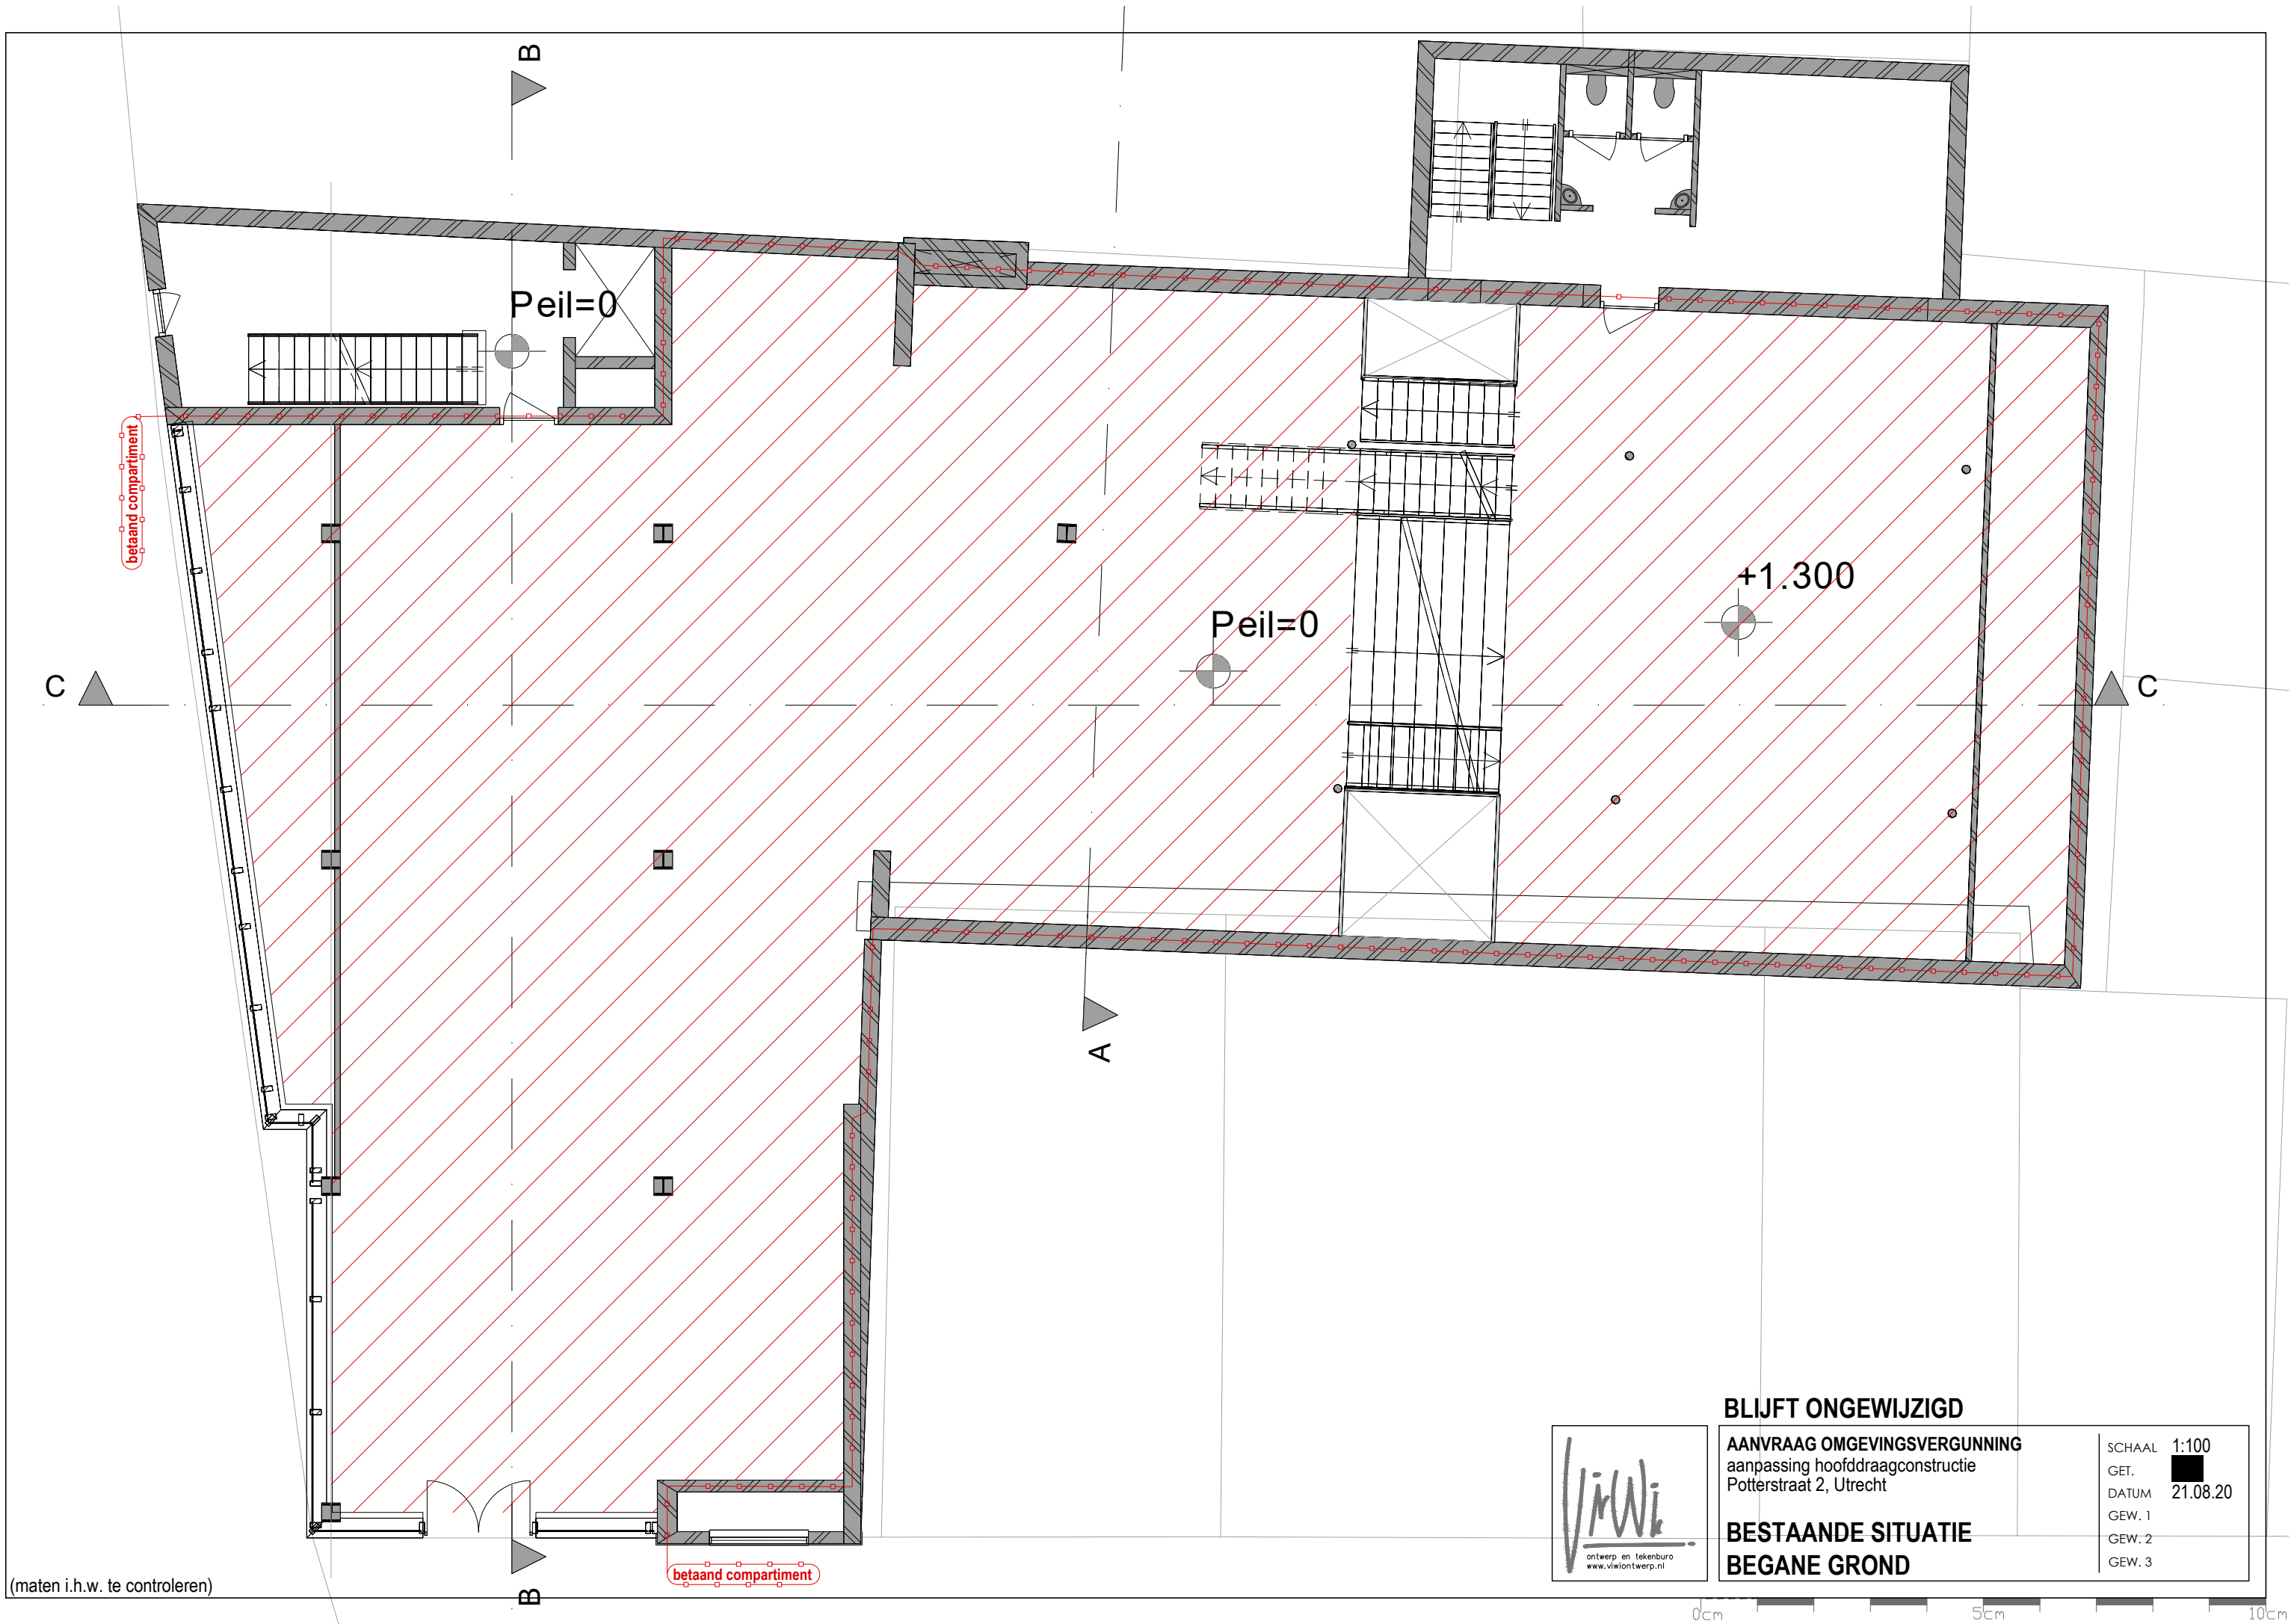 B
Peil=0
betaand compartiment
+1.300
Peil=0
C
C
A
BLIJFT ONGEWIJZIGD
AANVRAAG OMGEVINGSVERGUNNING
aanpassing hoofddraagconstructie
Potterstraat 2, Utrecht
BESTAANDE SITUATIE
BEGANE GROND
SCHAAL 1:100
GET.
DATUM 21.08.20
GEW. 1
GEW. 2
GEW. 3
ViWi
ontwerp en tekenburo
www.viwiontwerp.nl
betaand compartiment
B
(maten i.h.w. te controleren)
0cm 5cm 10cm